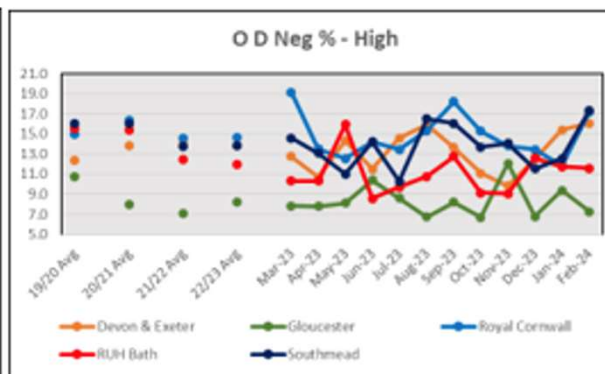 O D Neg % - High
21.0
19.0
17.0
15.0
13.0
11.0
9.0
7.0
5.0
19/20 Avg
20/21 Avg
21/22 Avg
22/23 Avg
Mar-23
Apr-23
May-23
Jun-23
Jul-23
Aug-23
Sep-23
Oct-23
Nov-23
Dec-23
Jan-24
Feb-24
Devon & Exeter
Gloucester
Royal Cornwall
RUH Bath
Southmead